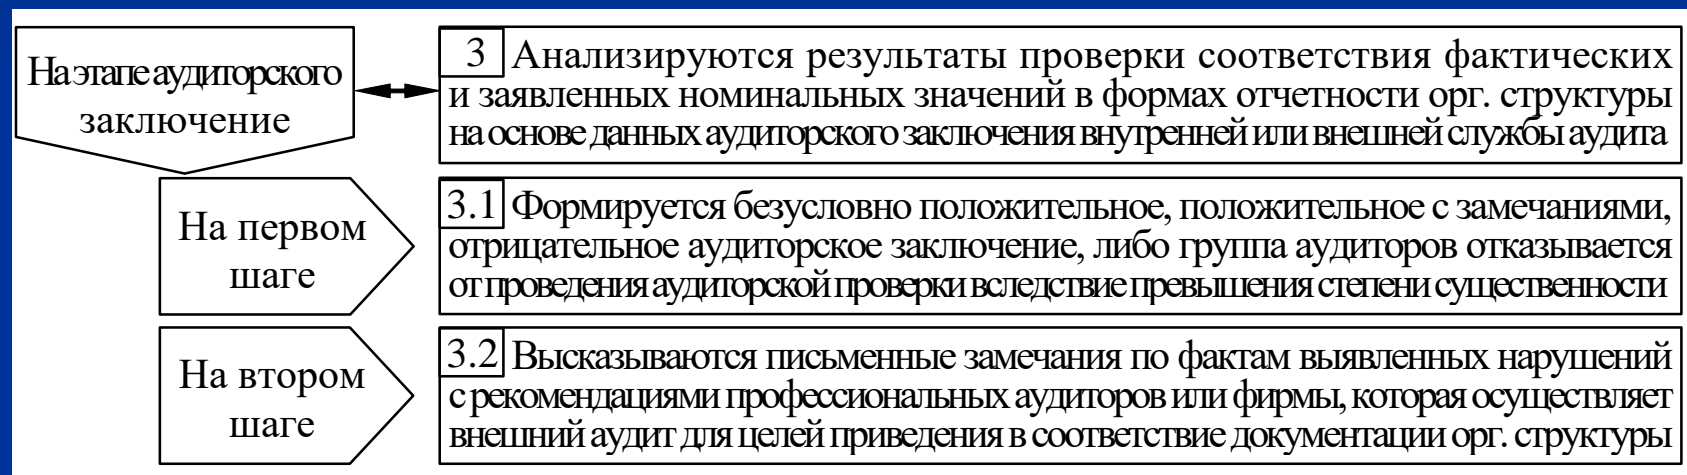 На этапе аудиторского
заключение
3 Анализируются результаты проверки соответствия фактических
и заявленных номинальных значений в формах отчетности орг. структуры
на основе данных аудиторского заключения внутренней или внешней службы аудита
На первом
шаге
3.1 Формируется безусловно положительное, положительное с замечаниями,
отрицательное аудиторское заключение, либо группа аудиторов отказывается
от проведения аудиторской проверки вследствие превышения степени существенности
На втором
шаге
3.2 Высказываются письменные замечания по фактам выявленных нарушений
с рекомендациями профессиональных аудиторов или фирмы, которая осуществляет
внешний аудит для целей приведения в соответствие документации орг. структуры